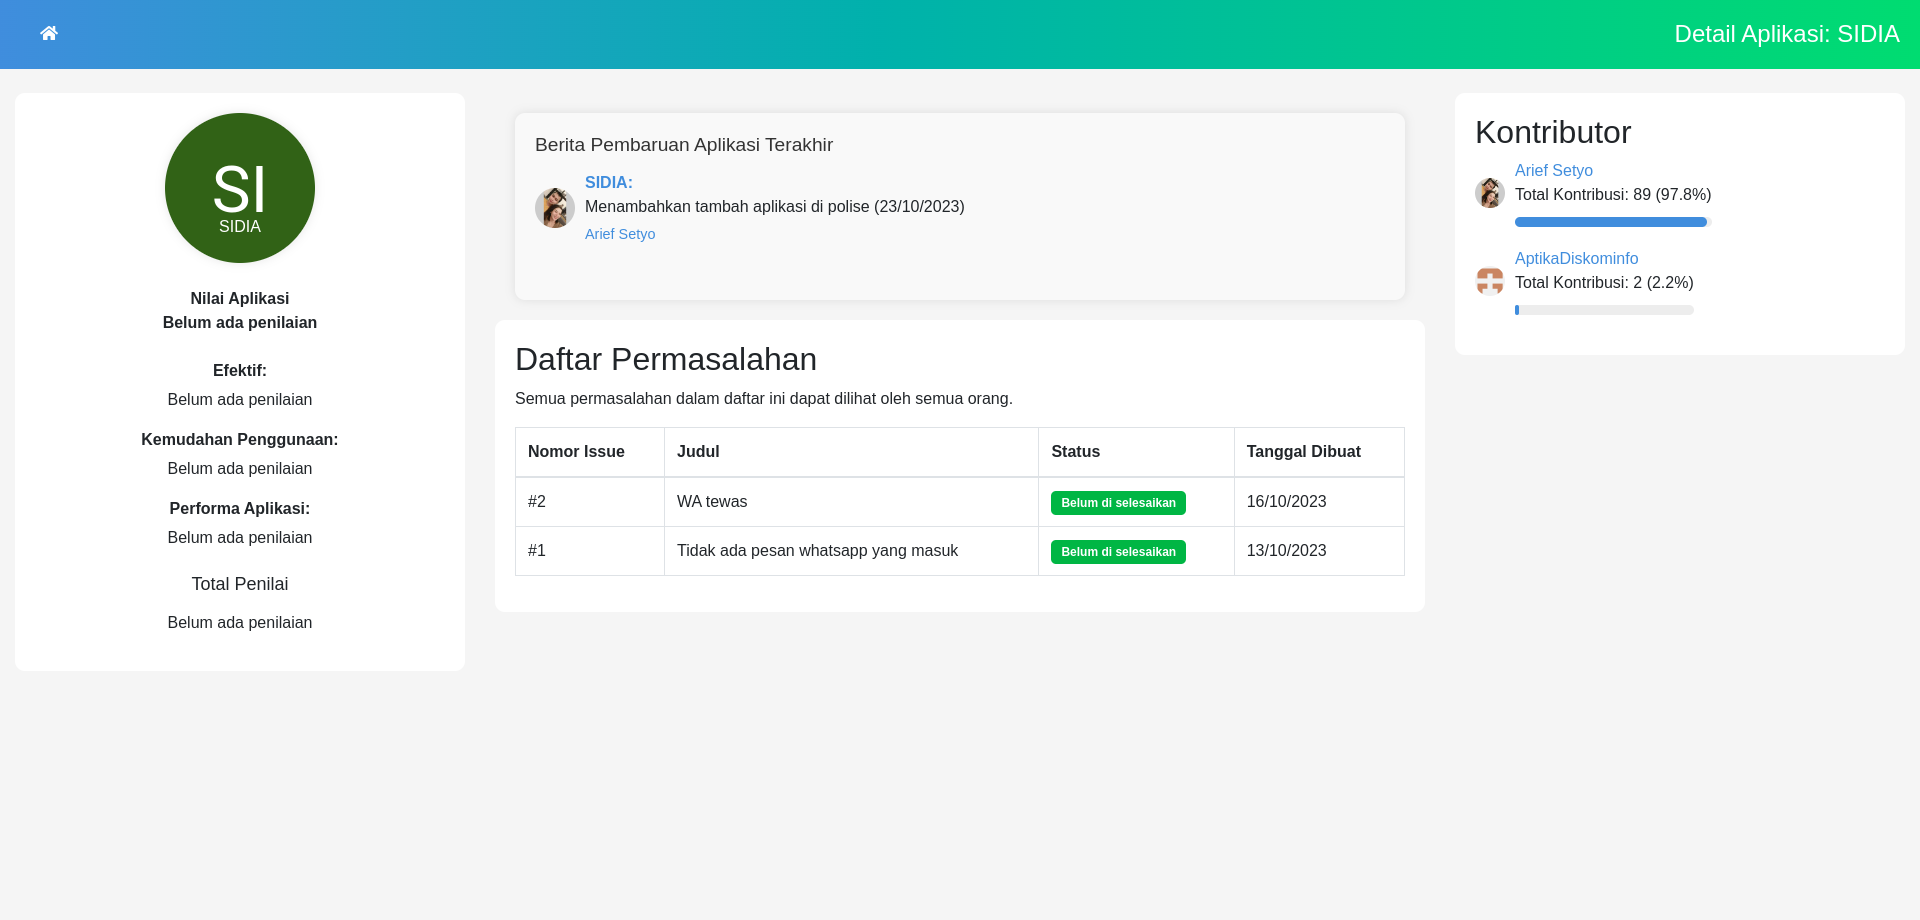 Detail Aplikasi: SIDIA
SI
SIDIA
Nilai Aplikasi
Belum ada penilaian
Efektif:
Belum ada penilaian
Kemudahan Penggunaan:
Belum ada penilaian
Performa Aplikasi:
Belum ada penilaian
Total Penilai
Belum ada penilaian
Berita Pembaruan Aplikasi Terakhir
SIDIA:
Menambahkan tambah aplikasi di polise (23/10/2023)
Arief Setyo
Daftar Permasalahan
Semua permasalahan dalam daftar ini dapat dilihat oleh semua orang.
Nomor Issue Judul Status Tanggal Dibuat
#2 WA tewas Belum di selesaikan 16/10/2023
#1 Tidak ada pesan whatsapp yang masuk Belum di selesaikan 13/10/2023
Kontributor
Arief Setyo
Total Kontribusi: 89 (97.8%)
AptikaDiskominfo
Total Kontribusi: 2 (2.2%)